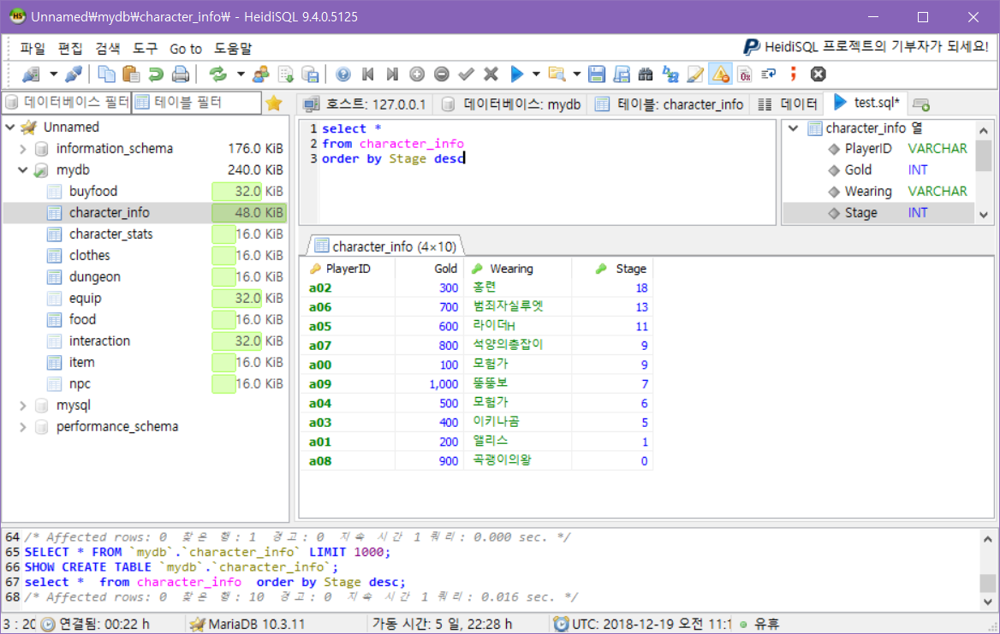 Unnamed₩mydb₩character_info₩ - HeidiSQL 9.4.0.5125
파일 편집 검색 도구 Go to 도움말
HeidiSQL 프로젝트의 기부자가 되세요!
데이터베이스 필터 테이블 필터
호스트: 127.0.0.1 데이터베이스: mydb 테이블: character_info 데이터 test.sql*
Unnamed
information_schema 176.0 KiB
mydb 240.0 KiB
buyfood 32.0 KiB
character_info 48.0 KiB
character_stats 16.0 KiB
clothes 16.0 KiB
dungeon 16.0 KiB
equip 32.0 KiB
food 16.0 KiB
interaction 32.0 KiB
item 16.0 KiB
npc 16.0 KiB
mysql
performance_schema
1 select *
2 from character_info
3 order by Stage desc
character_info 열
PlayerID VARCHAR
Gold INT
Wearing VARCHAR
Stage INT
character_info (4×10)
PlayerID Gold Wearing Stage
a02 300 홍련 18
a06 700 범죄자실루엣 13
a05 600 라이더H 11
a07 800 석양의총잡이 9
a00 100 모험가 9
a09 1,000 뚱뚱보 7
a04 500 모험가 6
a03 400 이키나곰 5
a01 200 앨리스 1
a08 900 곡괭이의왕 0
64 /* Affected rows: 0 찾은 행: 1 경고: 0 지속 시간 1 쿼리: 0.000 sec. */
65 SELECT * FROM `mydb`.`character_info` LIMIT 1000;
66 SHOW CREATE TABLE `mydb`.`character_info`;
67 select * from character_info order by Stage desc;
68 /* Affected rows: 0 찾은 행: 10 경고: 0 지속 시간 1 쿼리: 0.016 sec. */
3 : 20 연결됨: 00:22 h MariaDB 10.3.11 가동 시간: 5 일, 22:28 h UTC: 2018-12-19 오전 11:1 유휴